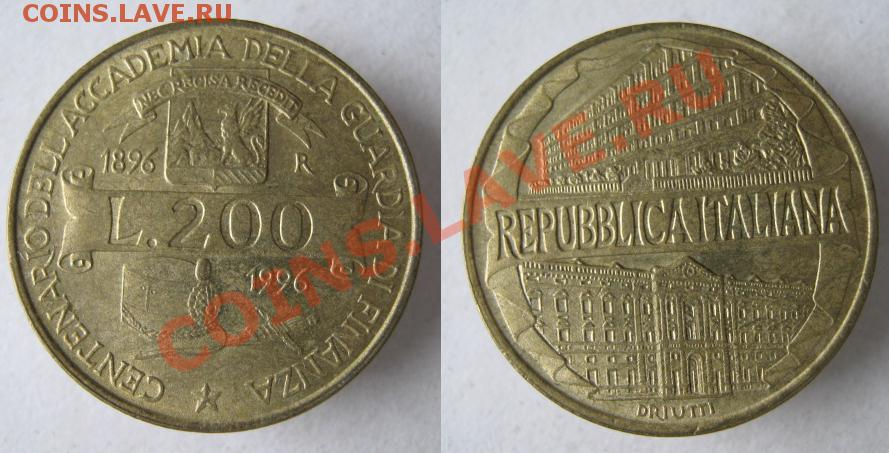 COINS.LAVE.RU
CENTENARIO DELL'ACCADEMIA DELLA GUARDIA DI FINANZA
NEC RECISA RECEDIT
1896 R
L.200
1996
COINS.LAVE.RU
REPUBBLICA ITALIANA
DRIUTTI